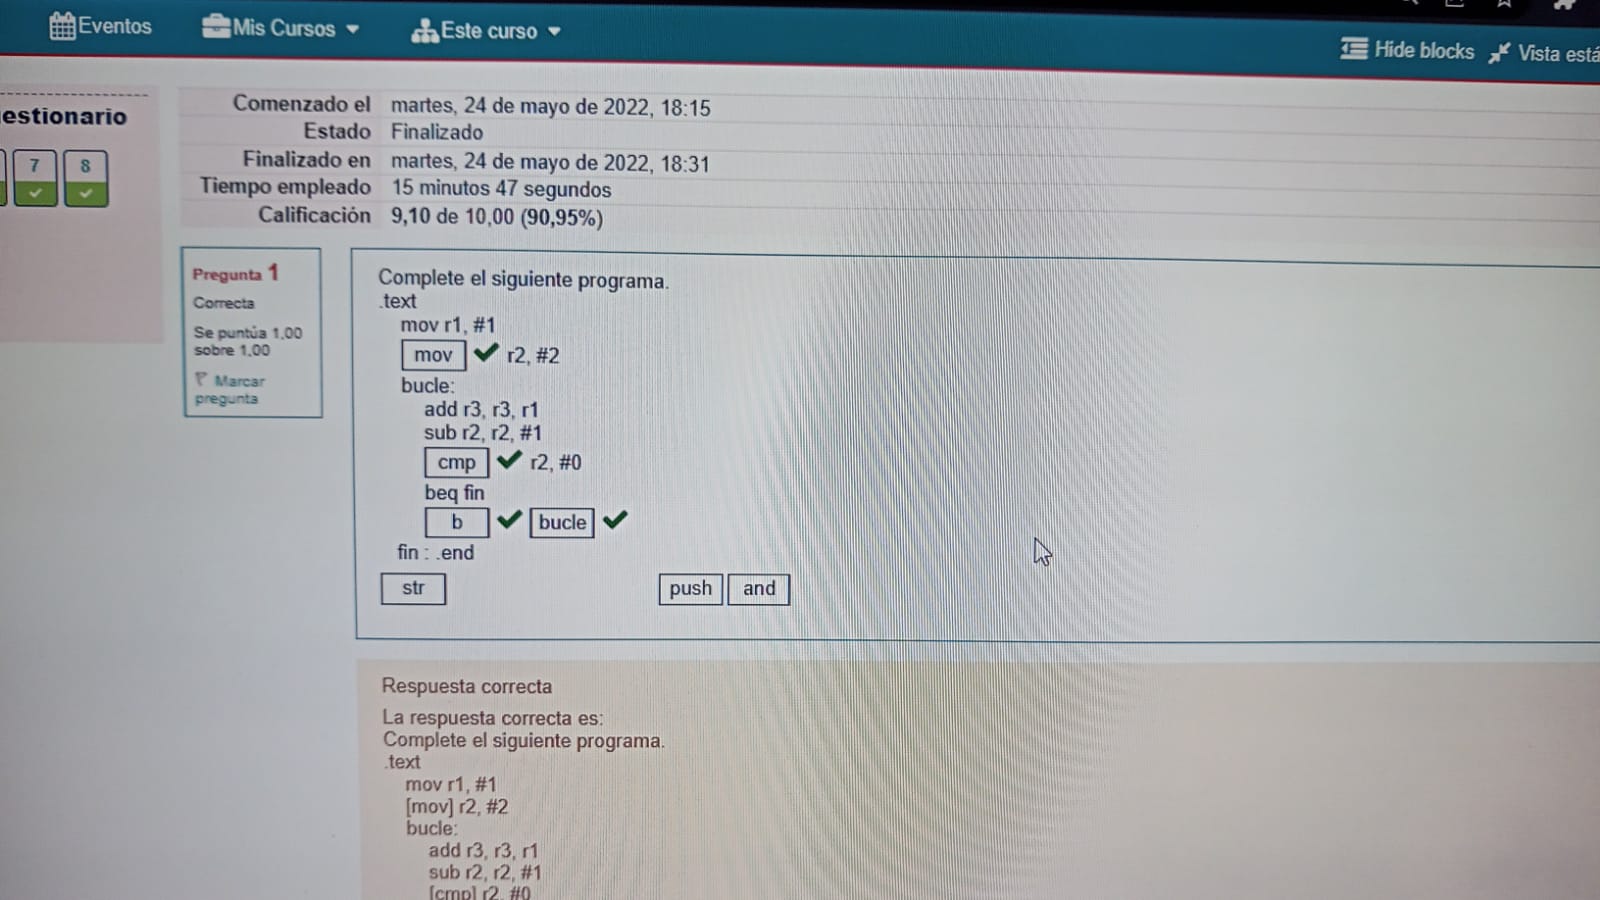 Eventos Mis Cursos Este curso
Hide blocks Vista está
estionario
7 8
Comenzado el martes, 24 de mayo de 2022, 18:15
Estado Finalizado
Finalizado en martes, 24 de mayo de 2022, 18:31
Tiempo empleado 15 minutos 47 segundos
Calificación 9,10 de 10,00 (90,95%)
Pregunta 1
Correcta
Se puntúa 1,00
sobre 1,00
Marcar
pregunta
Complete el siguiente programa.
.text
mov r1, #1
mov r2, #2
bucle:
add r3, r3, r1
sub r2, r2, #1
cmp r2, #0
beq fin
b bucle
fin : .end
str push and
Respuesta correcta
La respuesta correcta es:
Complete el siguiente programa.
.text
mov r1, #1
[mov] r2, #2
bucle:
add r3, r3, r1
sub r2, r2, #1
[cmp] r2, #0